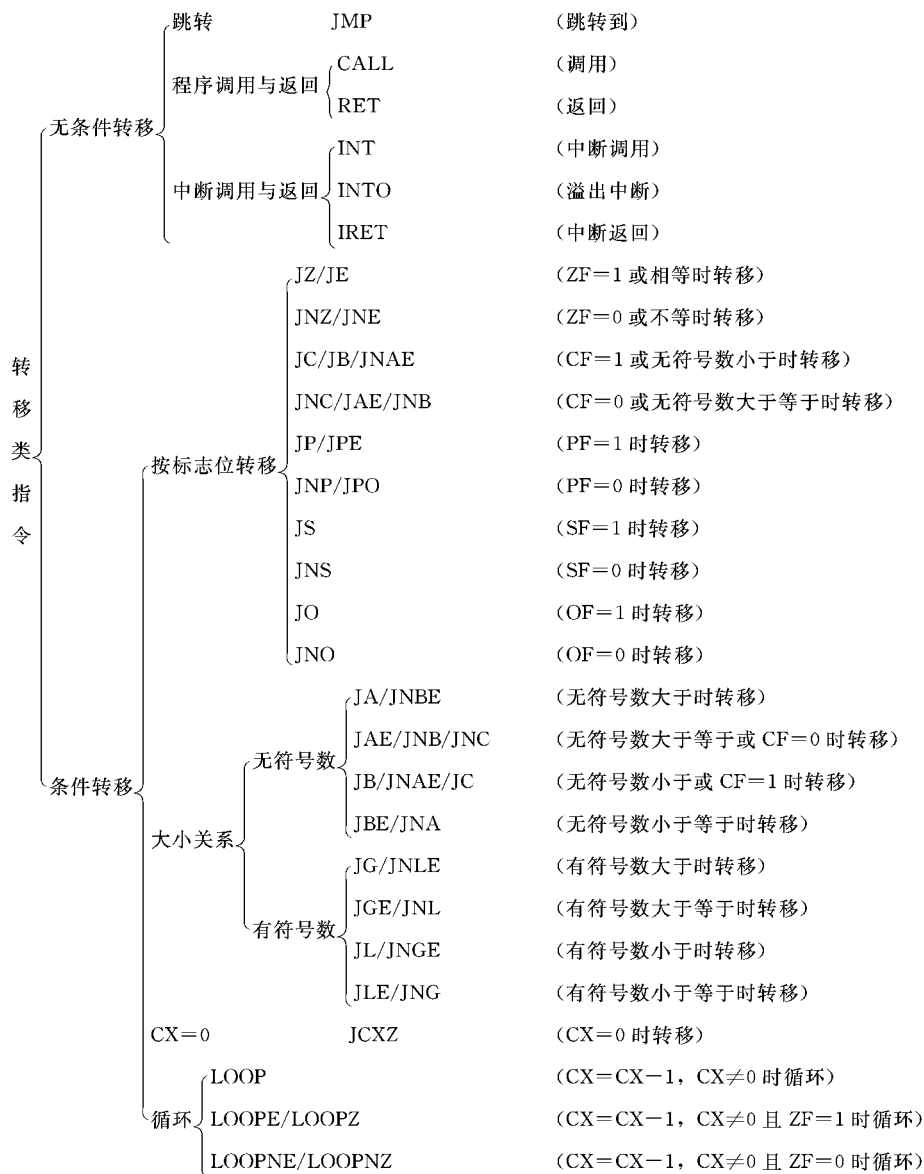 跳转 JMP (跳转到)
CALL (调用)
程序调用与返回
RET (返回)
无条件转移
INT (中断调用)
中断调用与返回 INTO (溢出中断)
IRET (中断返回)
JZ/JE (ZF=1 或相等时转移)
JNZ/JNE (ZF=0 或不等时转移)
JC/JB/JNAE (CF=1 或无符号数小于时转移)
JNC/JAE/JNB (CF=0 或无符号数大于等于时转移)
JP/JPE (PF=1 时转移)
转移类指令
按标志位转移
JNP/JPO (PF=0 时转移)
JS (SF=1 时转移)
JNS (SF=0 时转移)
JO (OF=1 时转移)
JNO (OF=0 时转移)
JA/JNBE (无符号数大于时转移)
JAE/JNB/JNC (无符号数大于等于或 CF=0 时转移)
无符号数
JB/JNAE/JC (无符号数小于或 CF=1 时转移)
条件转移
JBE/JNA (无符号数小于等于时转移)
大小关系
JG/JNLE (有符号数大于时转移)
JGE/JNL (有符号数大于等于时转移)
有符号数
JL/JNGE (有符号数小于时转移)
JLE/JNG (有符号数小于等于时转移)
CX=0 JCXZ (CX=0 时转移)
LOOP (CX=CX-1, CX≠0 时循环)
循环 LOOPE/LOOPZ (CX=CX-1, CX≠0 且 ZF=1 时循环)
LOOPNE/LOOPNZ (CX=CX-1, CX≠0 且 ZF=0 时循环)